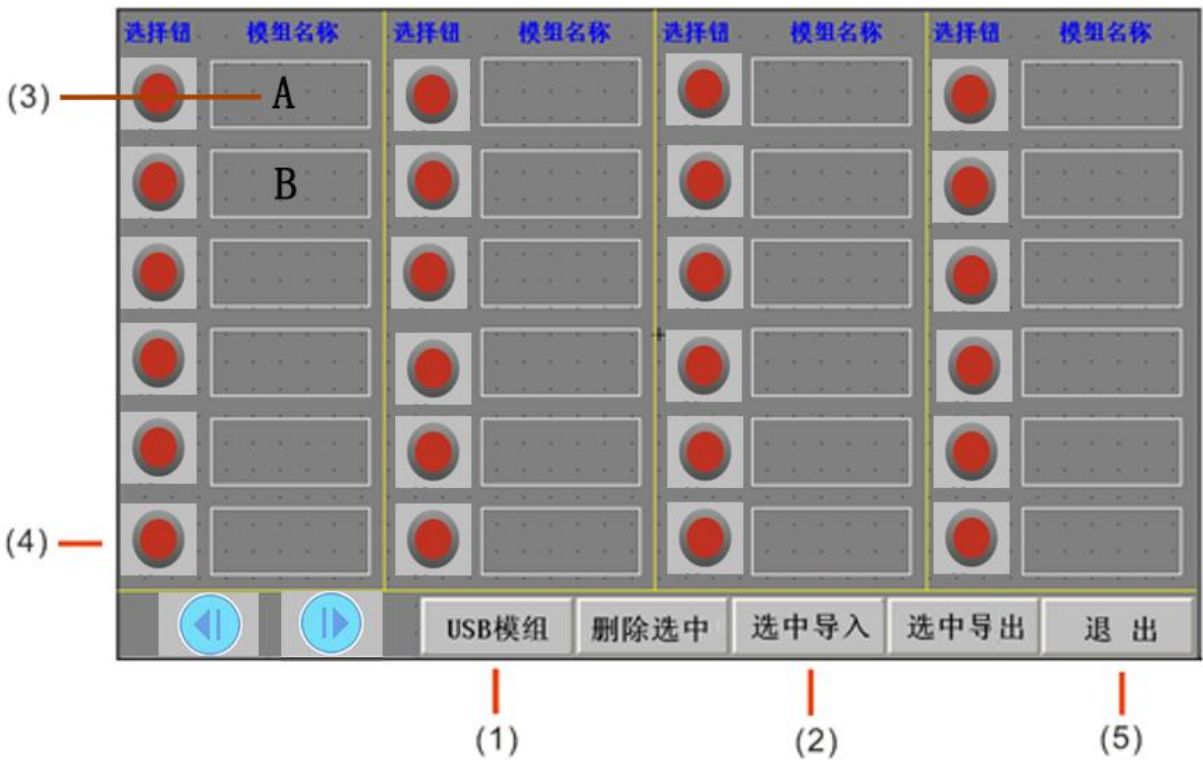 选择钮 模组名称 选择钮 模组名称 选择钮 模组名称 选择钮 模组名称
(3) A
B
(4)
USB模组 删除选中 选中导入 选中导出 退 出
(1) (2) (5)